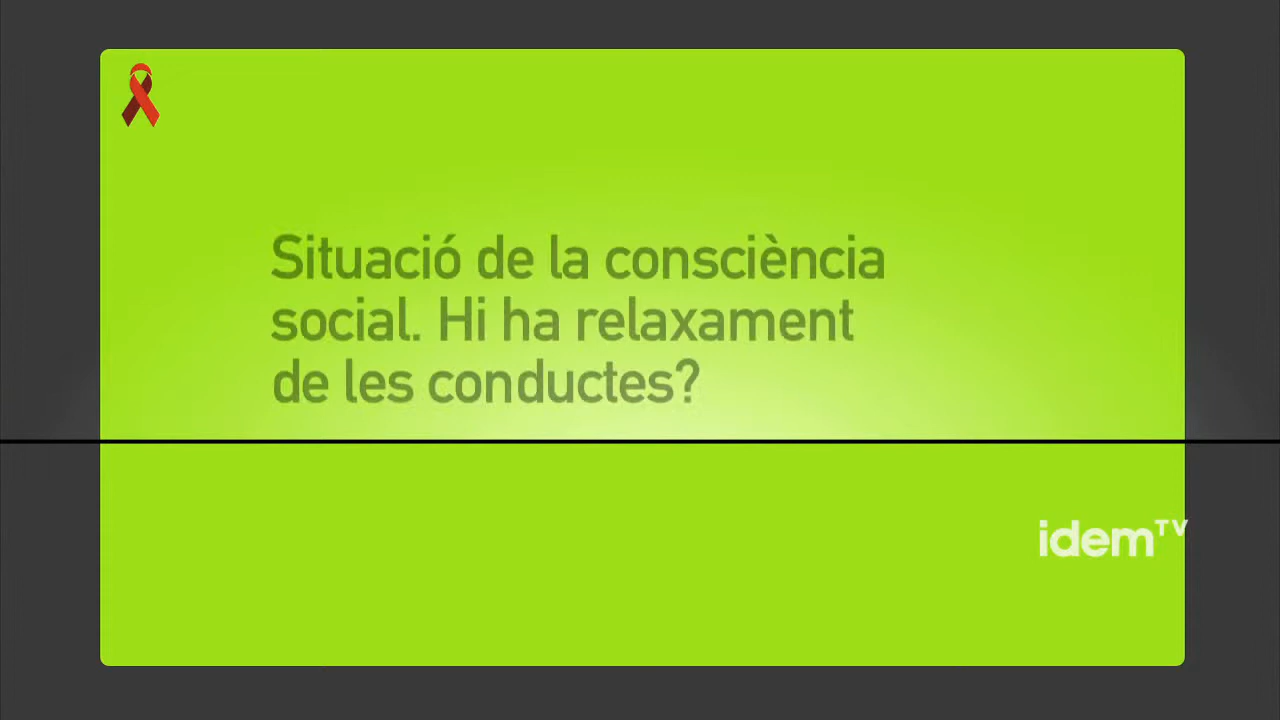 Situació de la consciència
social. Hi ha relaxament
de les conductes?
idemTV